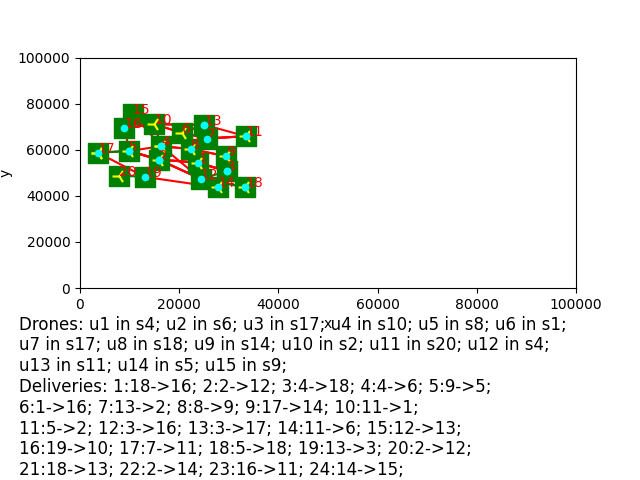 100000
80000
60000
40000
20000
0
y
0 20000 40000 60000 80000 100000
x
Drones: u1 in s4; u2 in s6; u3 in s17; u4 in s10; u5 in s8; u6 in s1;
u7 in s17; u8 in s18; u9 in s14; u10 in s2; u11 in s20; u12 in s4;
u13 in s11; u14 in s5; u15 in s9;
Deliveries: 1:18->16; 2:2->12; 3:4->18; 4:4->6; 5:9->5;
6:1->16; 7:13->2; 8:8->9; 9:17->14; 10:11->1;
11:5->2; 12:3->16; 13:3->17; 14:11->6; 15:12->13;
16:19->10; 17:7->11; 18:5->18; 19:13->3; 20:2->12;
21:18->13; 22:2->14; 23:16->11; 24:14->15;